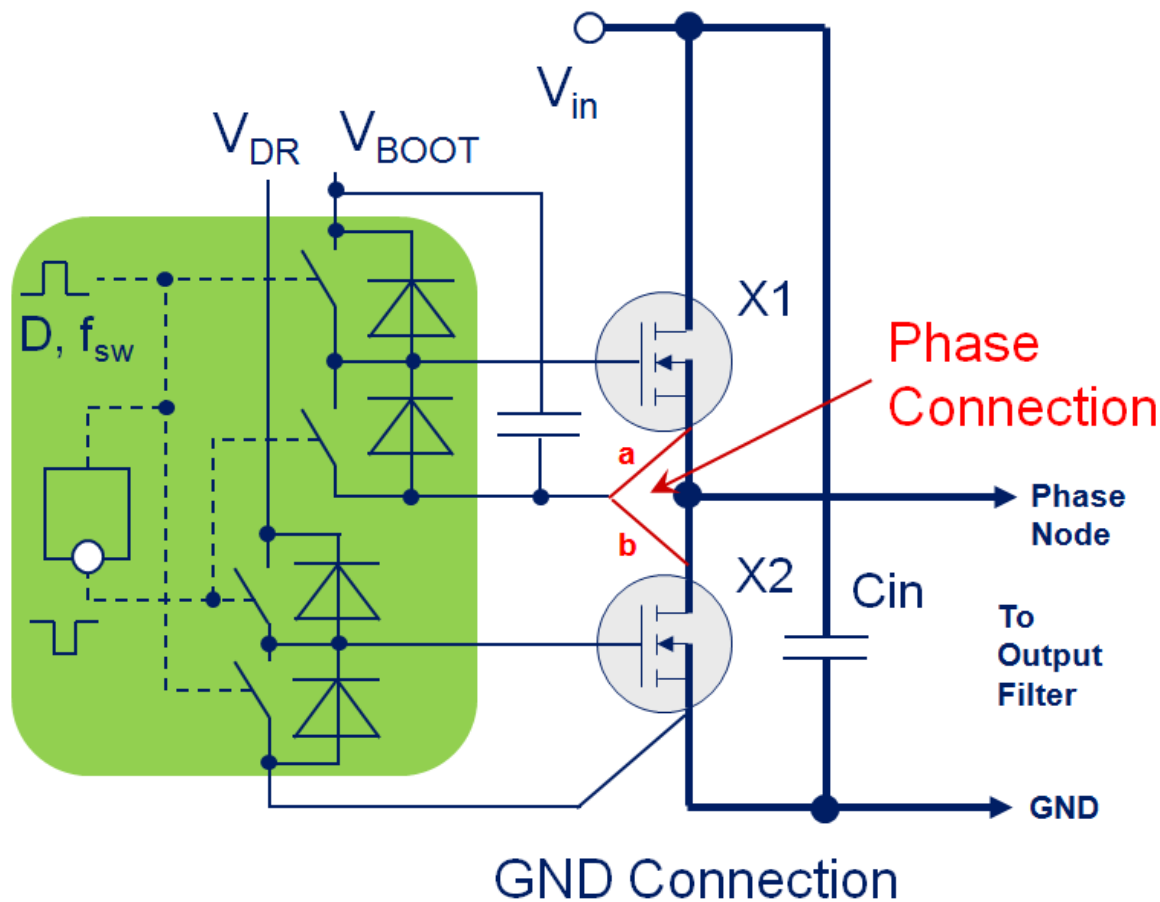 V_in
V_DR
V_BOOT
D, f_sw
X1
Phase
Connection
a
b
Phase
Node
X2
Cin
To
Output
Filter
GND
GND Connection